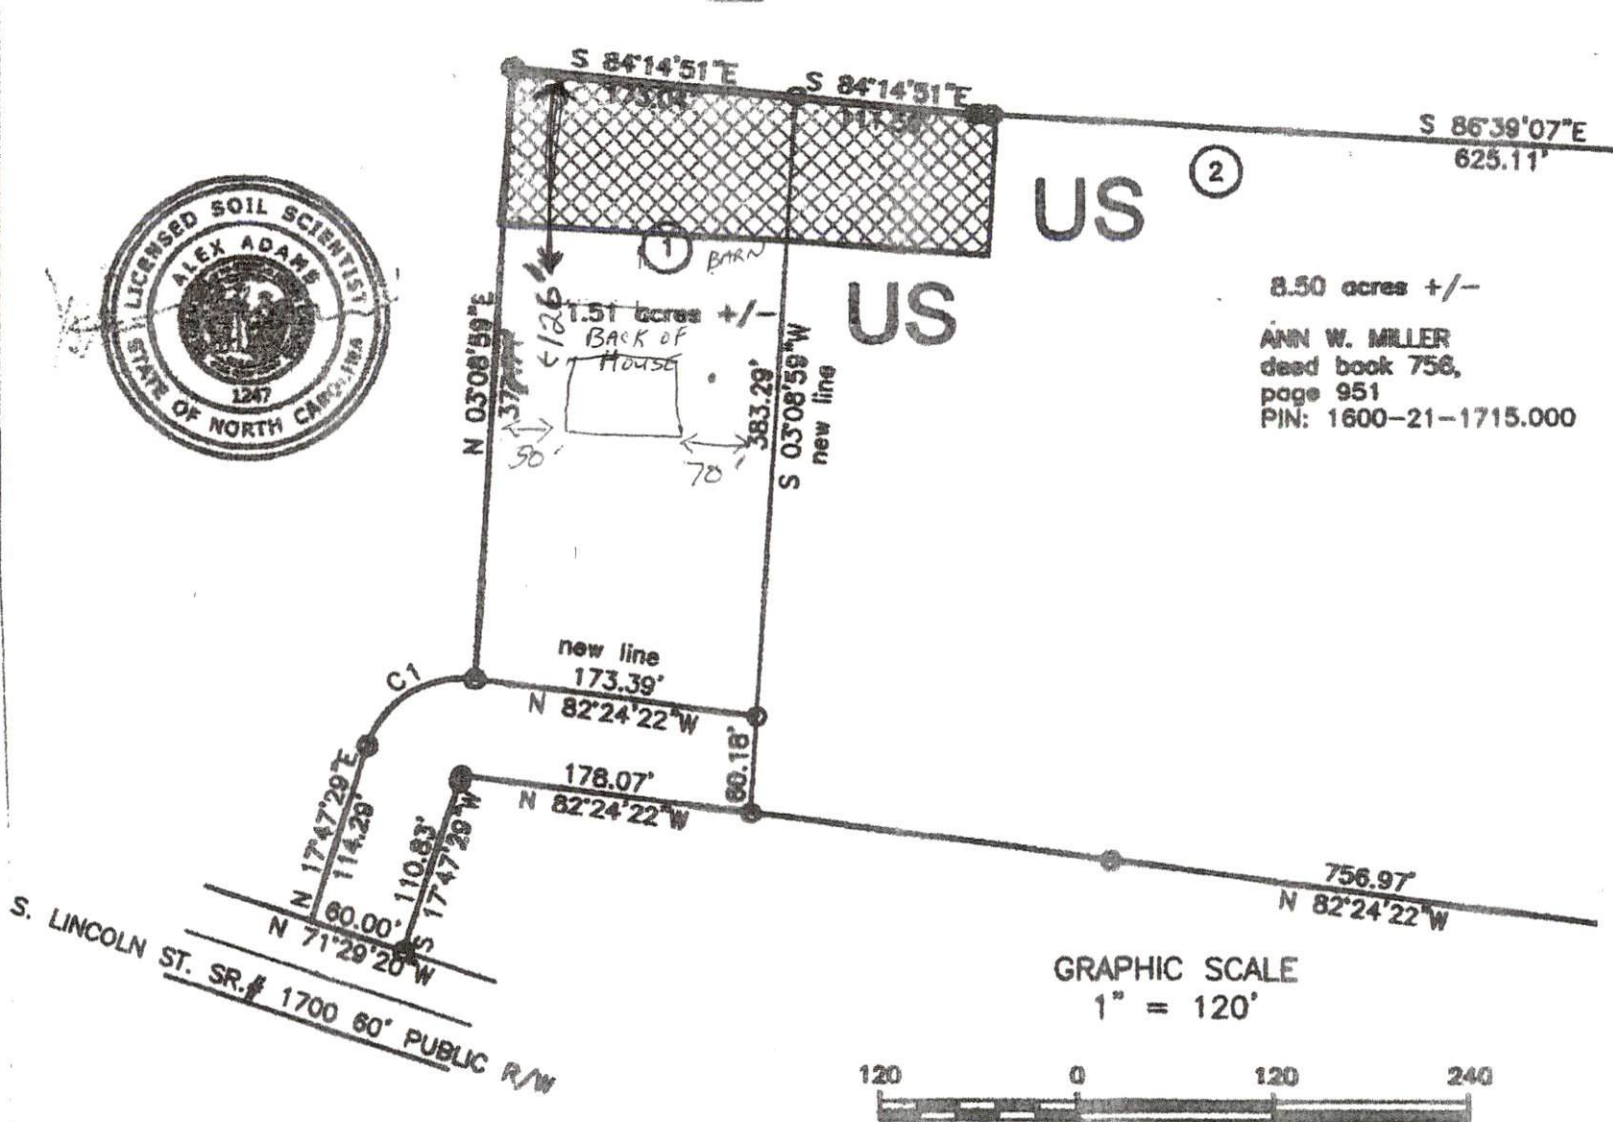 S 84°14'51"E
175.04'
S 84°14'51"E
S 86°39'07"E
625.11'
2
US
LICENSED SOIL SCIENTIST
ALEX ADAMS
1247
STATE OF NORTH CAROLINA
1
BARN
US
8.50 acres +/-
ANN W. MILLER
deed book 756,
page 951
PIN: 1600-21-1715.000
1.51 acres +/-
±126'
BACK OF
HOUSE
N 03°08'59"E
383.29'
S 03°08'59"W
new line
50'
70'
new line
173.39'
N 82°24'22"W
C1
60.18'
178.07'
N 82°24'22"W
N 17°47'29"E
114.29'
110.83'
S 17°47'29"W
756.97'
N 82°24'22"W
60.00'
N 71°29'20"W
S. LINCOLN ST. SR.# 1700 60' PUBLIC R/W
GRAPHIC SCALE
1" = 120'
120 0 120 240